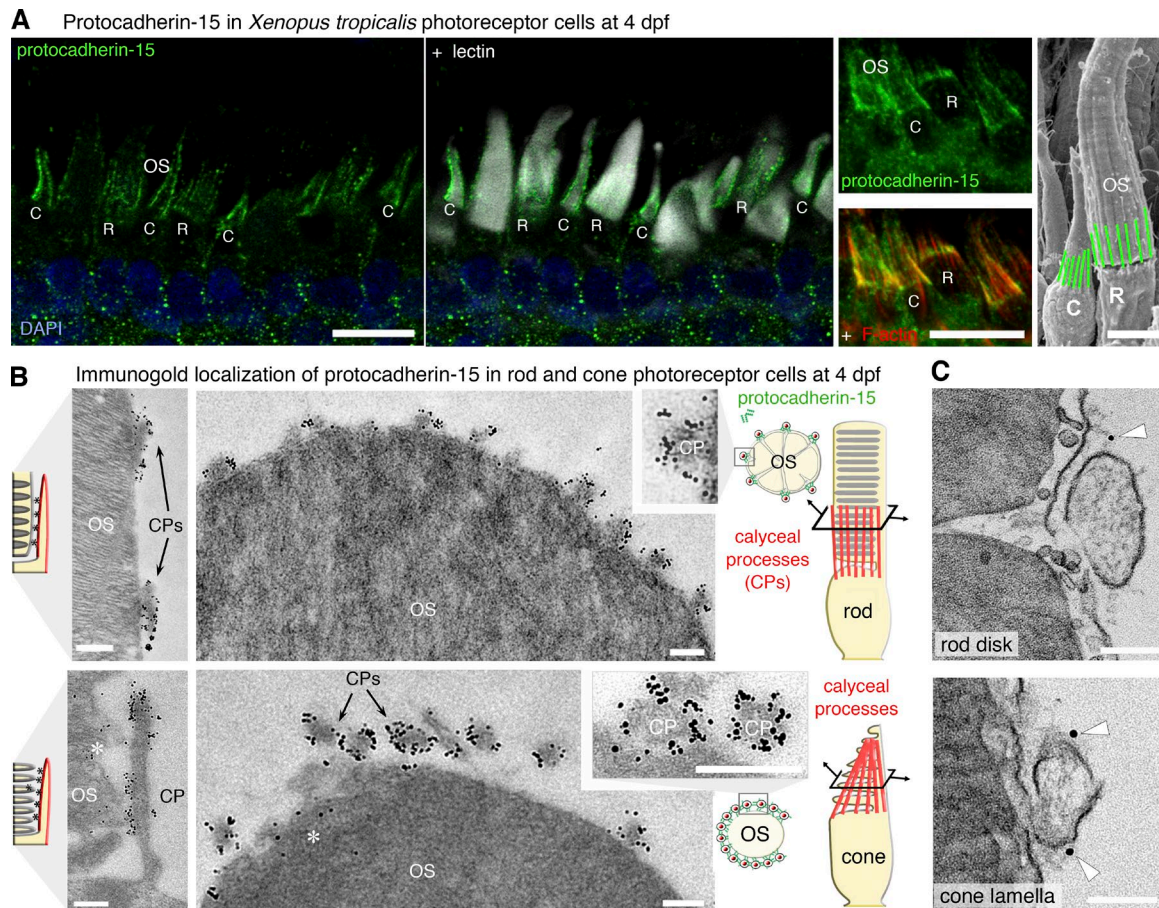 A Protocadherin-15 in Xenopus tropicalis photoreceptor cells at 4 dpf
protocadherin-15
OS
C
R
C
R
C
C
DAPI
+ lectin
C
R
C
R
C
R
C
OS
R
C
protocadherin-15
R
C
+ F-actin
OS
C
R
B Immunogold localization of protocadherin-15 in rod and cone photoreceptor cells at 4 dpf
OS
CPs
OS
CP
protocadherin-15
OS
calyceal
processes
(CPs)
rod
*
OS
CP
CPs
*
OS
CP
CP
OS
calyceal
processes
cone
C
rod disk
cone lamella